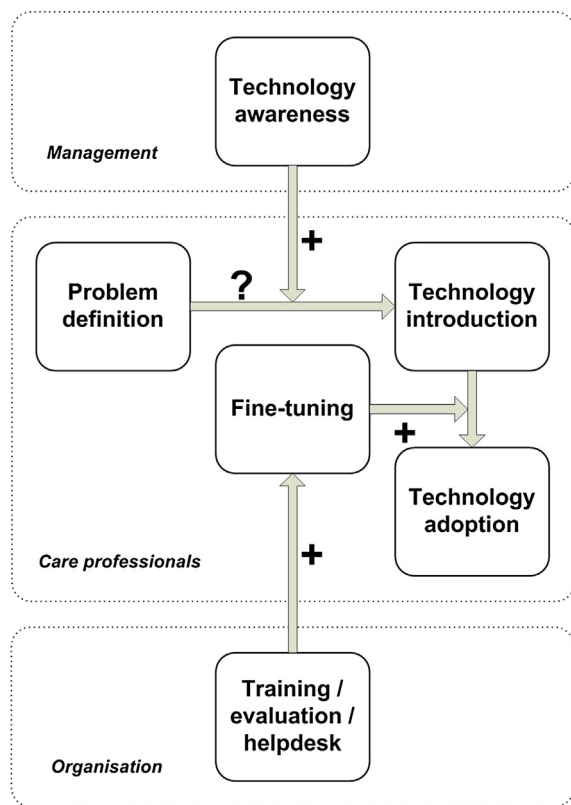 Technology
awareness
Management
+
?
Problem
definition
Technology
introduction
Fine-tuning
+
Technology
adoption
Care professionals
+
Training /
evaluation /
helpdesk
Organisation